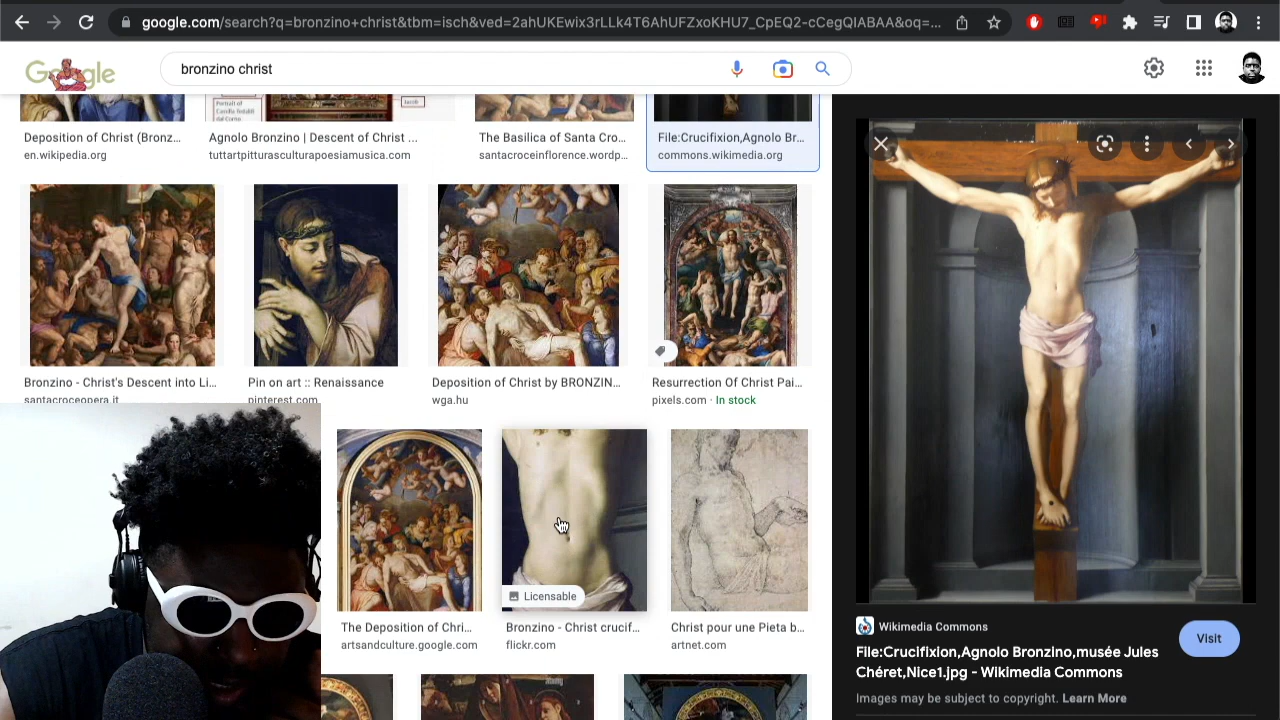 google.com/search?q=bronzino+christ&tbm=isch&ved=2ahUKEwix3rLLk4T6AhUFZxoKHU7_CpEQ2-cCegQIABAA&oq=...
Google
bronzino christ
Portrait of
Jacob
Deposition of Christ (Bronz...
Agnolo Bronzino | Descent of Christ ...
The Basilica of Santa Cro...
File:Crucifixion,Agnolo Br...
en.wikipedia.org
tuttartpitturasculturapoesiamusica.com
santacroceinflorence.wordp...
commons.wikimedia.org
Bronzino - Christ's Descent into Li...
Pin on art :: Renaissance
Deposition of Christ by BRONZIN...
Resurrection Of Christ Pai...
santacroceopera.it
pinterest.com
wga.hu
pixels.com · In stock
Licensable
The Deposition of Chri...
Bronzino - Christ crucif...
Christ pour une Pieta b...
artsandculture.google.com
flickr.com
artnet.com
Wikimedia Commons
Visit
File:Crucifixion,Agnolo Bronzino,musée Jules
Chéret,Nice1.jpg - Wikimedia Commons
Images may be subject to copyright. Learn More